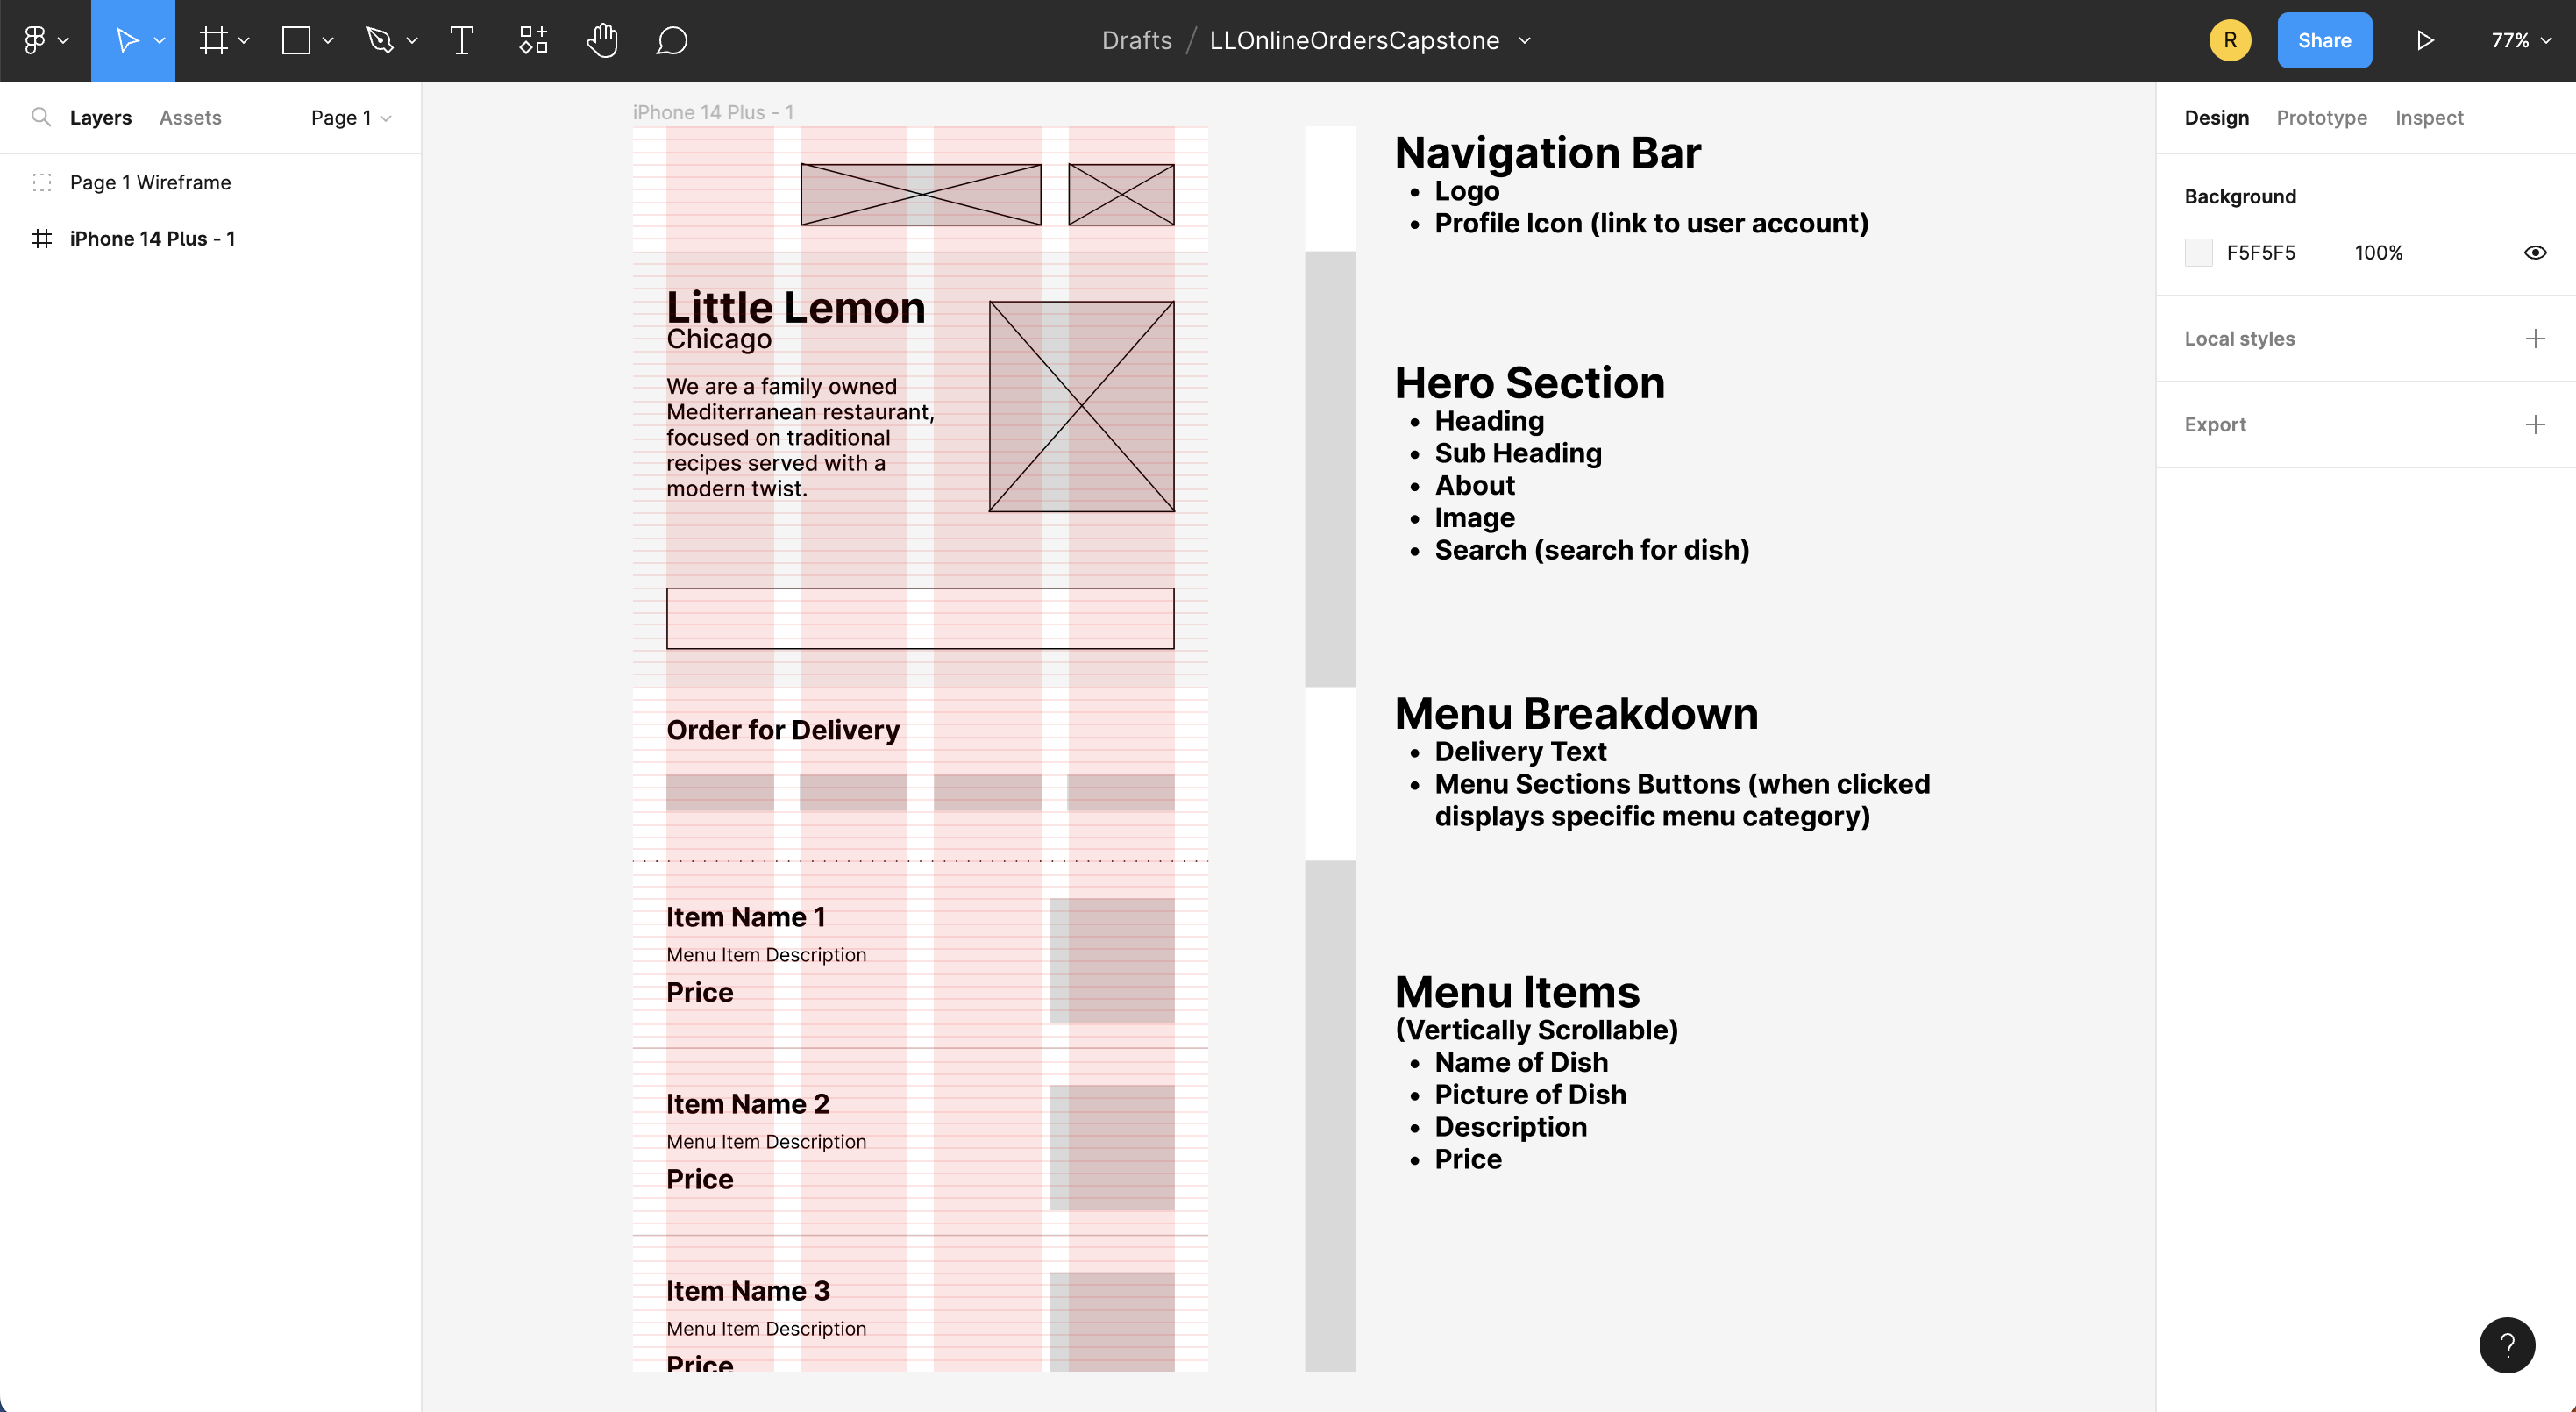 Drafts / LLOnlineOrdersCapstone
R
Share
77%
Layers
Assets
Page 1
Page 1 Wireframe
iPhone 14 Plus - 1
iPhone 14 Plus - 1
Little Lemon
Chicago
We are a family owned
Mediterranean restaurant,
focused on traditional
recipes served with a
modern twist.
Order for Delivery
Item Name 1
Menu Item Description
Price
Item Name 2
Menu Item Description
Price
Item Name 3
Menu Item Description
Price
Navigation Bar
• Logo
• Profile Icon (link to user account)
Hero Section
• Heading
• Sub Heading
• About
• Image
• Search (search for dish)
Menu Breakdown
• Delivery Text
• Menu Sections Buttons (when clicked
displays specific menu category)
Menu Items
(Vertically Scrollable)
• Name of Dish
• Picture of Dish
• Description
• Price
Design
Prototype
Inspect
Background
F5F5F5
100%
Local styles
Export
?